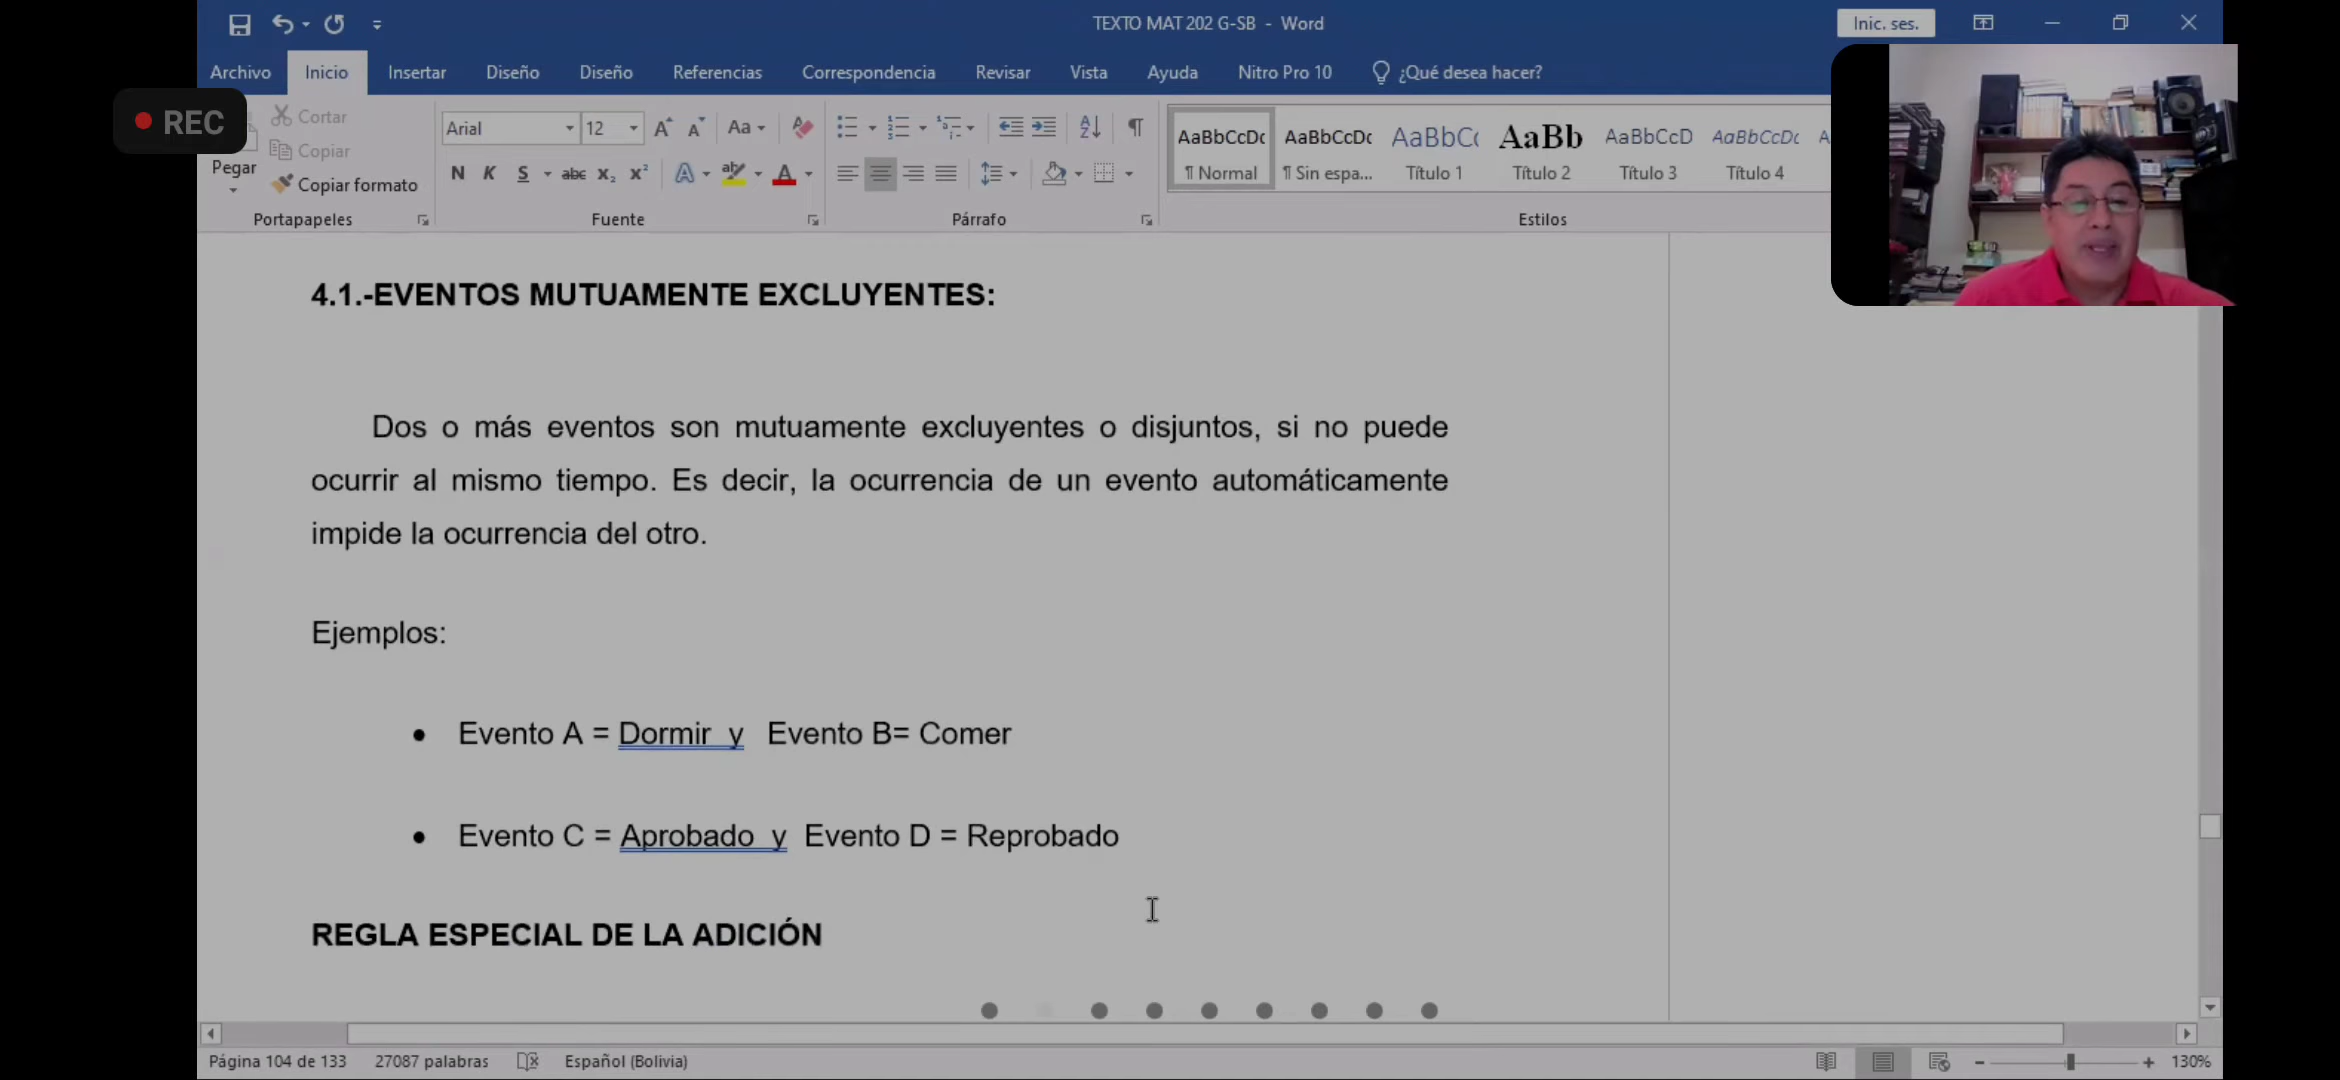 TEXTO MAT 202 G-SB - Word
Inic. ses.
Archivo Inicio Insertar Diseño Diseño Referencias Correspondencia Revisar Vista Ayuda Nitro Pro 10 ¿Qué desea hacer?
REC
Pegar
Cortar
Copiar
Copiar formato
Portapapeles
Arial 12
N K S abc x₂ x²
Fuente
Párrafo
AaBbCcDc AaBbCcDc AaBbC( AaBb AaBbCcD AaBbCcDc
¶ Normal ¶ Sin espa... Título 1 Título 2 Título 3 Título 4
Estilos
4.1.-EVENTOS MUTUAMENTE EXCLUYENTES:
Dos o más eventos son mutuamente excluyentes o disjuntos, si no puede
ocurrir al mismo tiempo. Es decir, la ocurrencia de un evento automáticamente
impide la ocurrencia del otro.
Ejemplos:
• Evento A = Dormir y Evento B= Comer
• Evento C = Aprobado y Evento D = Reprobado
REGLA ESPECIAL DE LA ADICIÓN
Página 104 de 133 27087 palabras Español (Bolivia) 130%